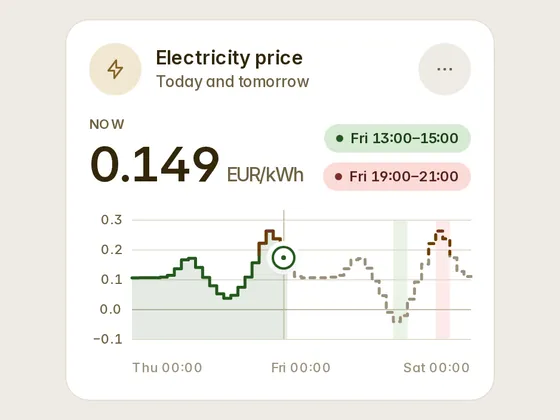 Electricity price
Today and tomorrow
NOW
0.149 EUR/kWh
Fri 13:00–15:00
Fri 19:00–21:00
0.3
0.2
0.1
0.0
−0.1
Thu 00:00 Fri 00:00 Sat 00:00